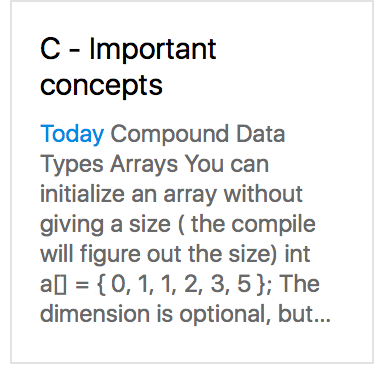 C - Important
concepts
Today Compound Data
Types Arrays You can
initialize an array without
giving a size ( the compile
will figure out the size) int
a[] = { 0, 1, 1, 2, 3, 5 }; The
dimension is optional, but...